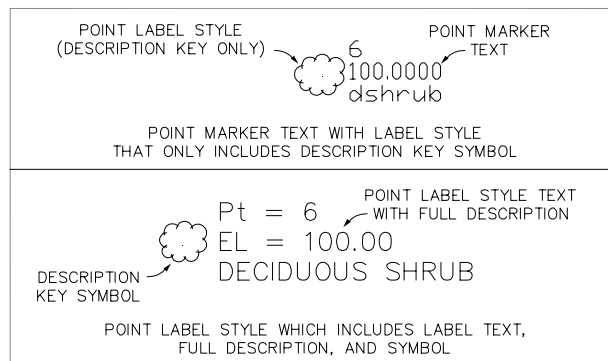 POINT LABEL STYLE
(DESCRIPTION KEY ONLY)
6
100.0000
dshrub
POINT MARKER
TEXT
POINT MARKER TEXT WITH LABEL STYLE
THAT ONLY INCLUDES DESCRIPTION KEY SYMBOL
Pt = 6
EL = 100.00
DECIDUOUS SHRUB
POINT LABEL STYLE TEXT
WITH FULL DESCRIPTION
DESCRIPTION
KEY SYMBOL
POINT LABEL STYLE WHICH INCLUDES LABEL TEXT,
FULL DESCRIPTION, AND SYMBOL